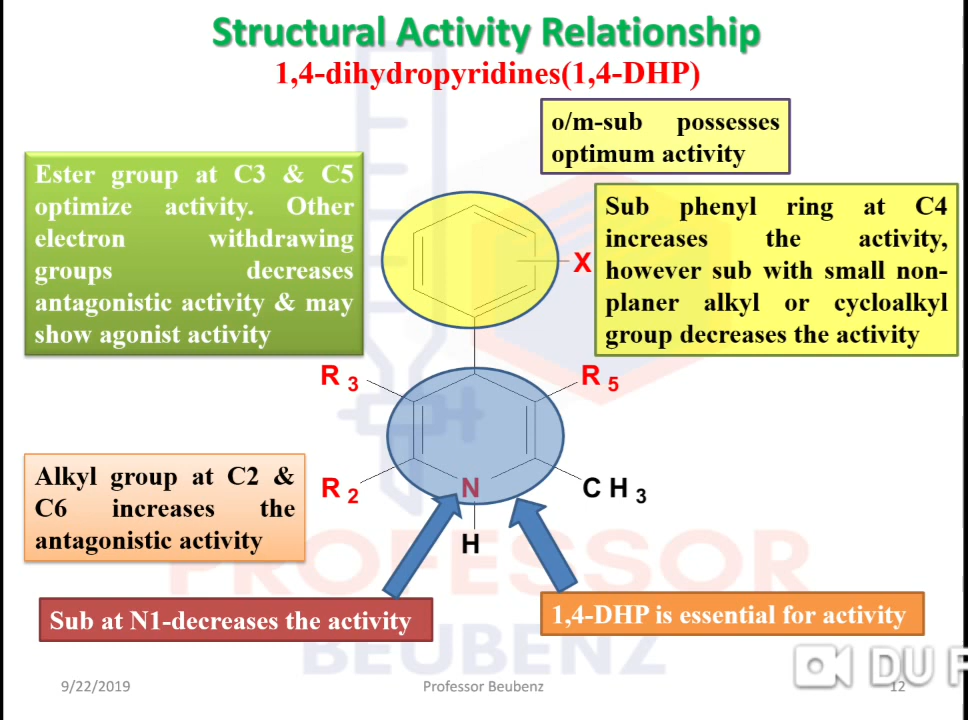 Structural Activity Relationship
1,4-dihydropyridines(1,4-DHP)
o/m-sub possesses
optimum activity
Ester group at C3 & C5
optimize activity. Other
electron withdrawing
groups decreases
antagonistic activity & may
show agonist activity
Sub phenyl ring at C4
increases the activity,
however sub with small non-
planer alkyl or cycloalkyl
group decreases the activity
X
R 3
R 5
Alkyl group at C2 &
C6 increases the
antagonistic activity
R 2
N
C H 3
H
PROFESSOR
Sub at N1-decreases the activity
1,4-DHP is essential for activity
BEUBENZ
DU
9/22/2019
Professor Beubenz
12